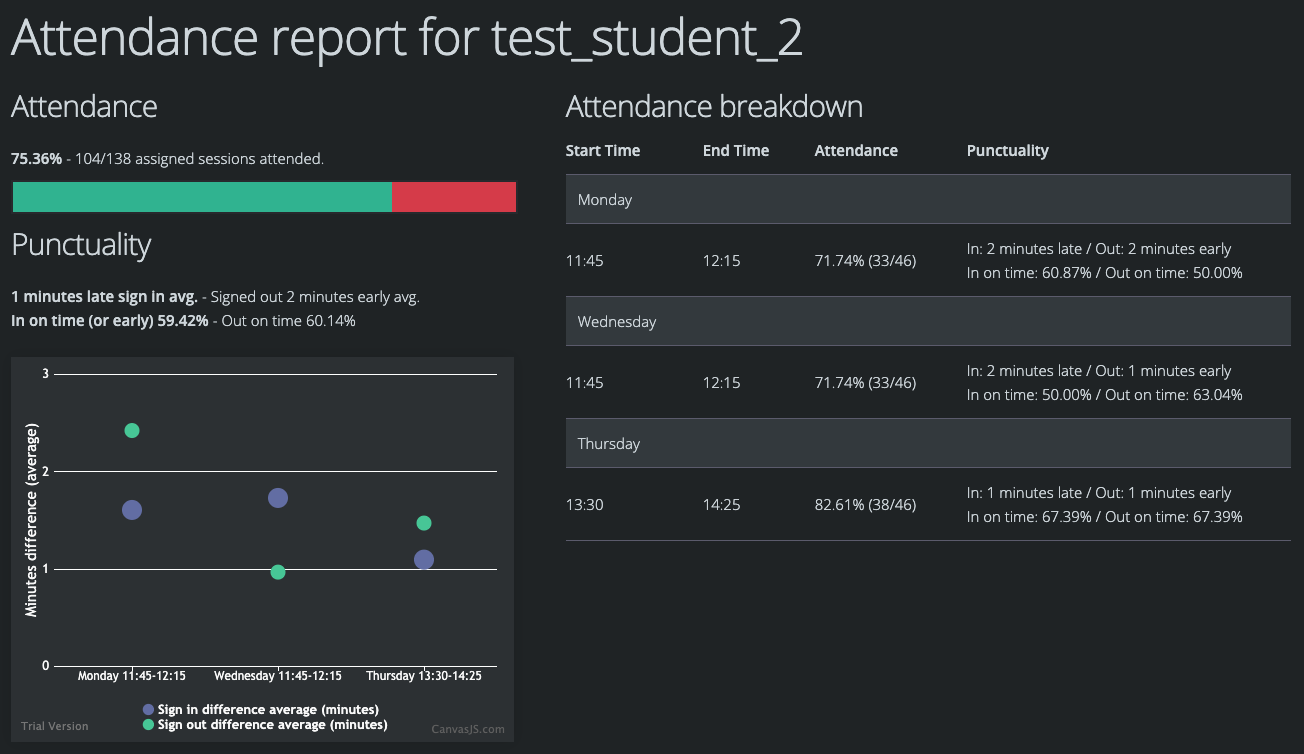 Attendance report for test_student_2
Attendance
75.36% - 104/138 assigned sessions attended.
Punctuality
1 minutes late sign in avg. - Signed out 2 minutes early avg.
In on time (or early) 59.42% - Out on time 60.14%
3
2
1
0
Minutes difference (average)
Monday 11:45-12:15 Wednesday 11:45-12:15 Thursday 13:30-14:25
Sign in difference average (minutes)
Sign out difference average (minutes)
Trial Version
CanvasJS.com
Attendance breakdown
Start Time End Time Attendance Punctuality
Monday
11:45 12:15 71.74% (33/46) In: 2 minutes late / Out: 2 minutes early
In on time: 60.87% / Out on time: 50.00%
Wednesday
11:45 12:15 71.74% (33/46) In: 2 minutes late / Out: 1 minutes early
In on time: 50.00% / Out on time: 63.04%
Thursday
13:30 14:25 82.61% (38/46) In: 1 minutes late / Out: 1 minutes early
In on time: 67.39% / Out on time: 67.39%